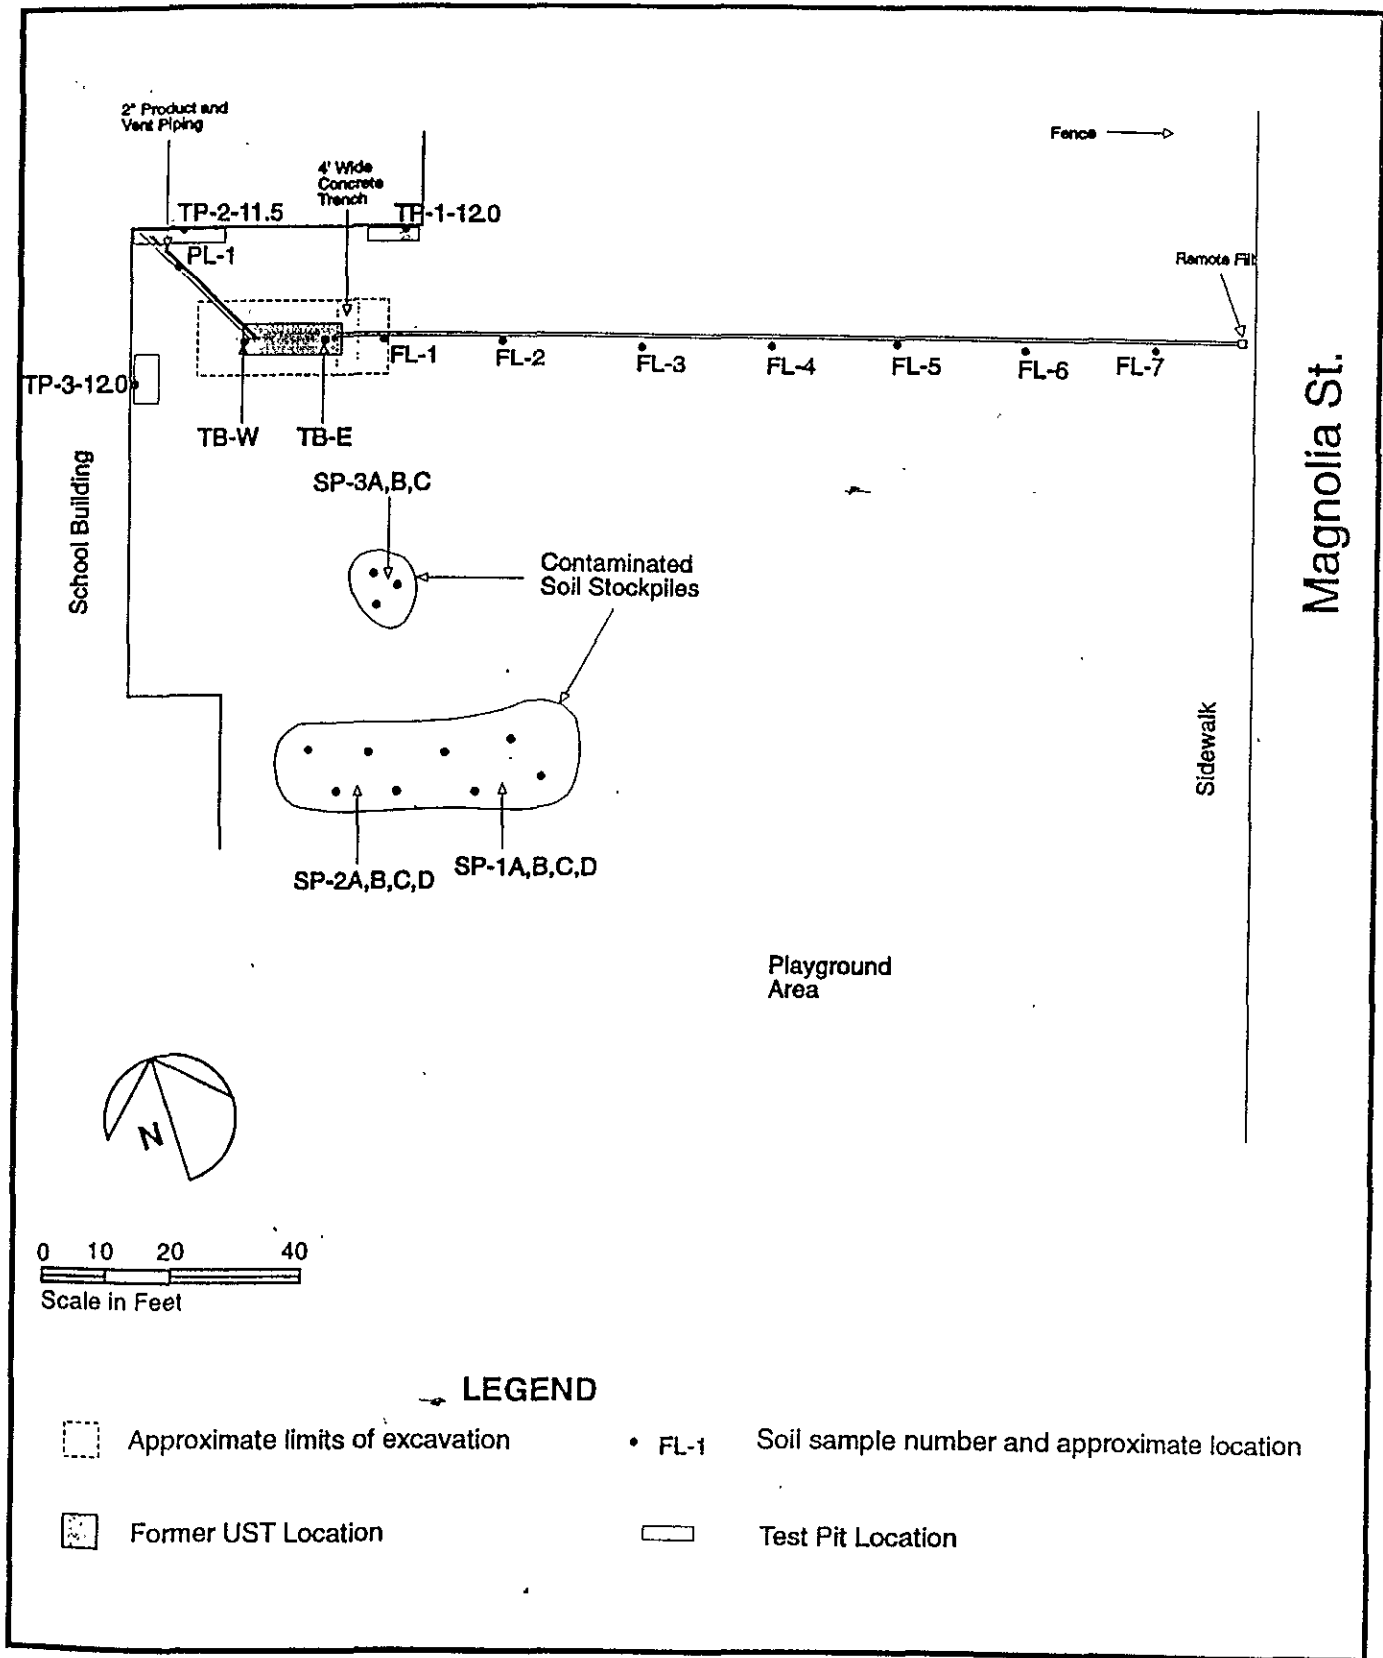 2" Product and
Vent Piping
Fence
4' Wide
Concrete
Trench
TP-2-11.5
TP-1-12.0
PL-1
Remote Fill
FL-1
FL-2
FL-3
FL-4
FL-5
FL-6
FL-7
TP-3-12.0
TB-W
TB-E
Magnolia St.
SP-3A,B,C
School Building
Contaminated
Soil Stockpiles
Sidewalk
SP-2A,B,C,D
SP-1A,B,C,D
Playground
Area
N
0 10 20 40
Scale in Feet
LEGEND
Approximate limits of excavation
FL-1 Soil sample number and approximate location
Former UST Location
Test Pit Location